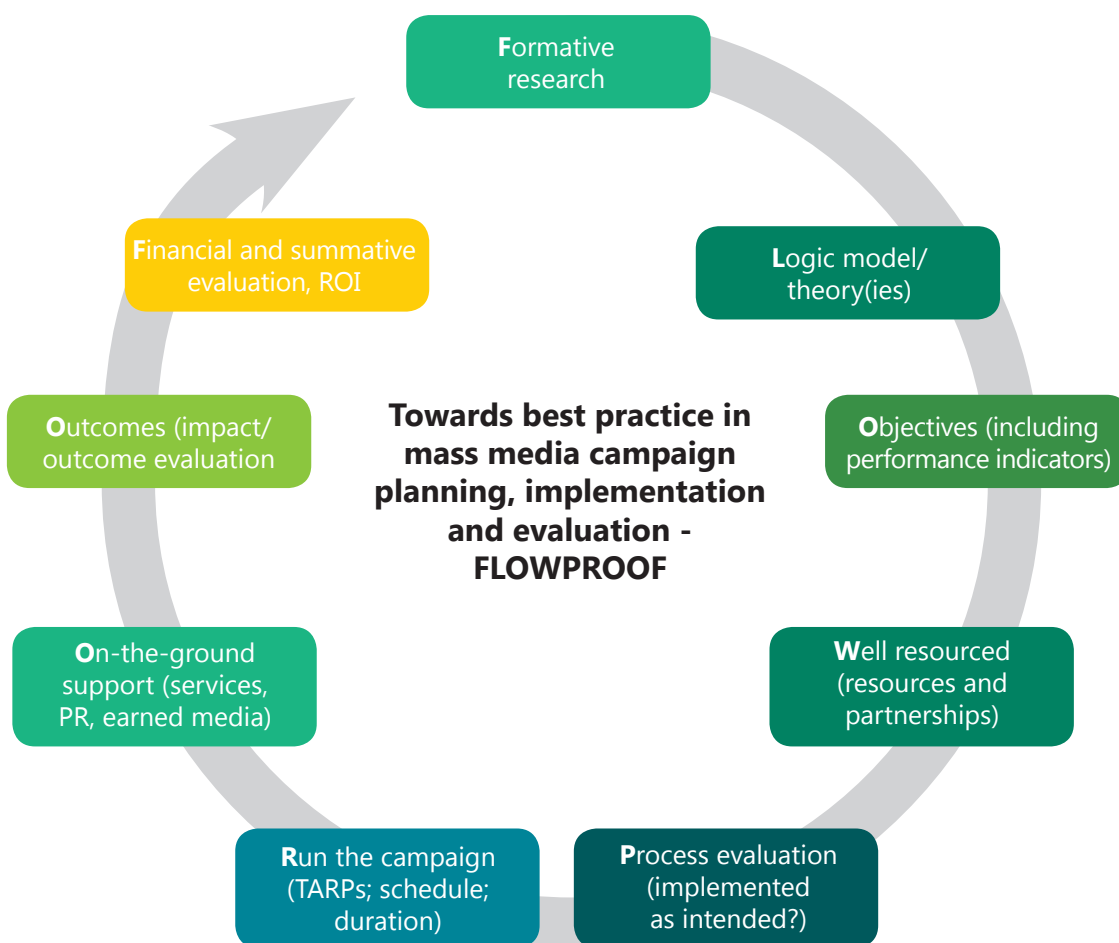 Formative
research
Logic model/
theory(ies)
Objectives (including
performance indicators)
Well resourced
(resources and
partnerships)
Process evaluation
(implemented
as intended?)
Run the campaign
(TARPs; schedule;
duration)
On-the-ground
support (services,
PR, earned media)
Outcomes (impact/
outcome evaluation
Financial and summative
evaluation, ROI
Towards best practice in
mass media campaign
planning, implementation
and evaluation -
FLOWPROOF